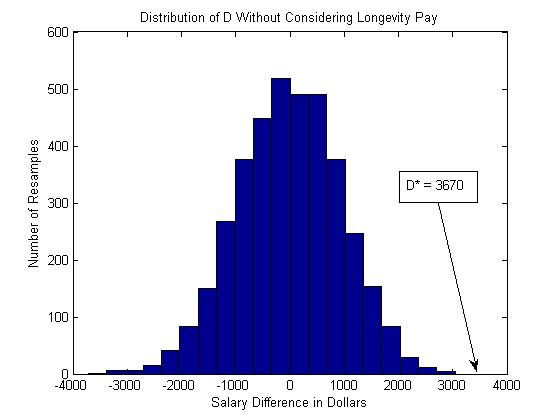 Distribution of D Without Considering Longevity Pay
600
500
400
300
200
100
0
Number of Resamples
D* = 3670
-4000 -3000 -2000 -1000 0 1000 2000 3000 4000
Salary Difference in Dollars